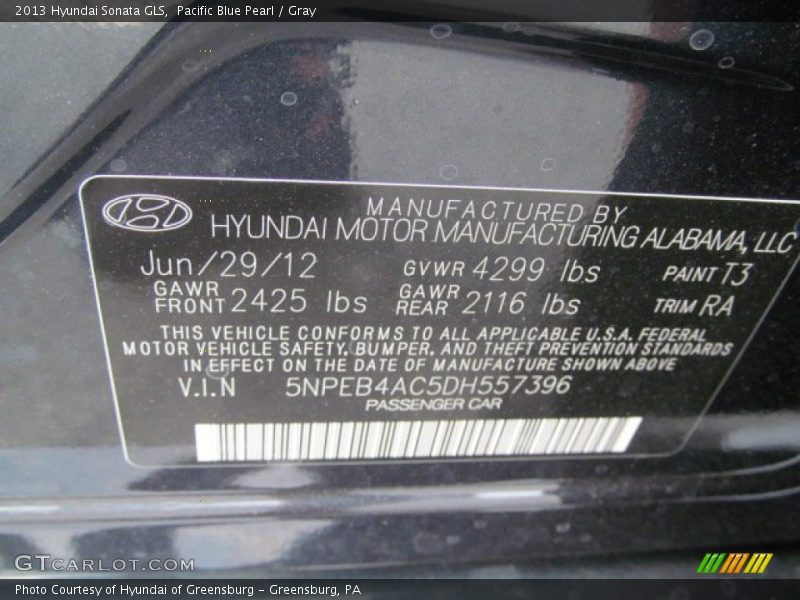 2013 Hyundai Sonata GLS, Pacific Blue Pearl / Gray
MANUFACTURED BY
HYUNDAI MOTOR MANUFACTURING ALABAMA, LLC
Jun/29/12 GVWR 4299 lbs PAINT T3
GAWR FRONT 2425 lbs GAWR REAR 2116 lbs TRIM RA
THIS VEHICLE CONFORMS TO ALL APPLICABLE U.S.A. FEDERAL
MOTOR VEHICLE SAFETY, BUMPER, AND THEFT PREVENTION STANDARDS
IN EFFECT ON THE DATE OF MANUFACTURE SHOWN ABOVE
V.I.N 5NPEB4AC5DH557396
PASSENGER CAR
GTCARLOT.COM
Photo Courtesy of Hyundai of Greensburg - Greensburg, PA